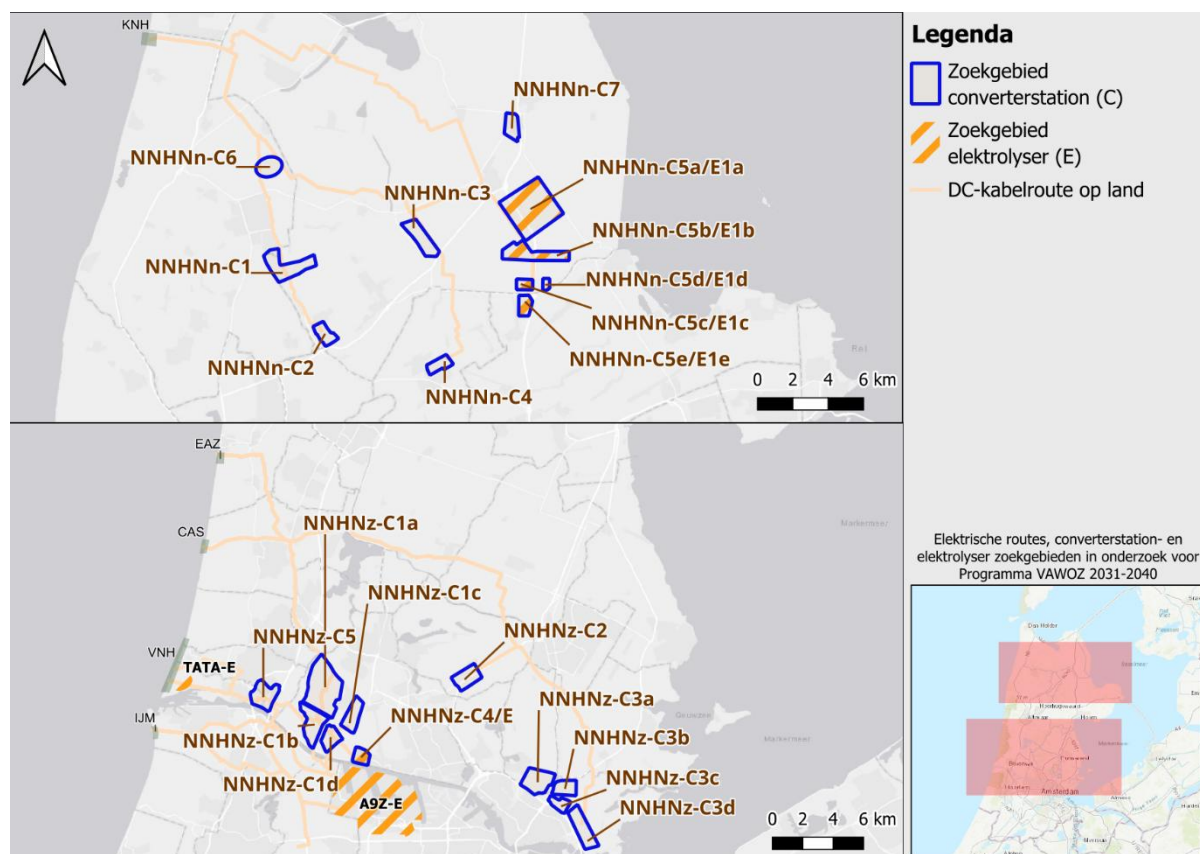 KNH
NNHNn-C7
NNHNn-C6
NNHNn-C3
NNHNn-C5a/E1a
NNHNn-C5b/E1b
NNHNn-C1
NNHNn-C5d/E1d
NNHNn-C5c/E1c
NNHNn-C2
NNHNn-C5e/E1e
NNHNn-C4
0 2 4 6 km
EAZ
CAS
NNHNz-C1a
NNHNz-C1c
NNHNz-C5
NNHNz-C2
VNH
TATA-E
NNHNz-C3a
NNHNz-C4/E
IJM
NNHNz-C1b
NNHNz-C3b
NNHNz-C1d
NNHNz-C3c
A9Z-E
NNHNz-C3d
Markermeer
Markermeer
0 2 4 6 km
Legenda
Zoekgebied
converterstation (C)
Zoekgebied
elektrolyser (E)
DC-kabelroute op land
Elektrische routes, converterstation- en
elektrolyser zoekgebieden in onderzoek voor
Programma VAWOZ 2031-2040
Den Helder
Amsterdam